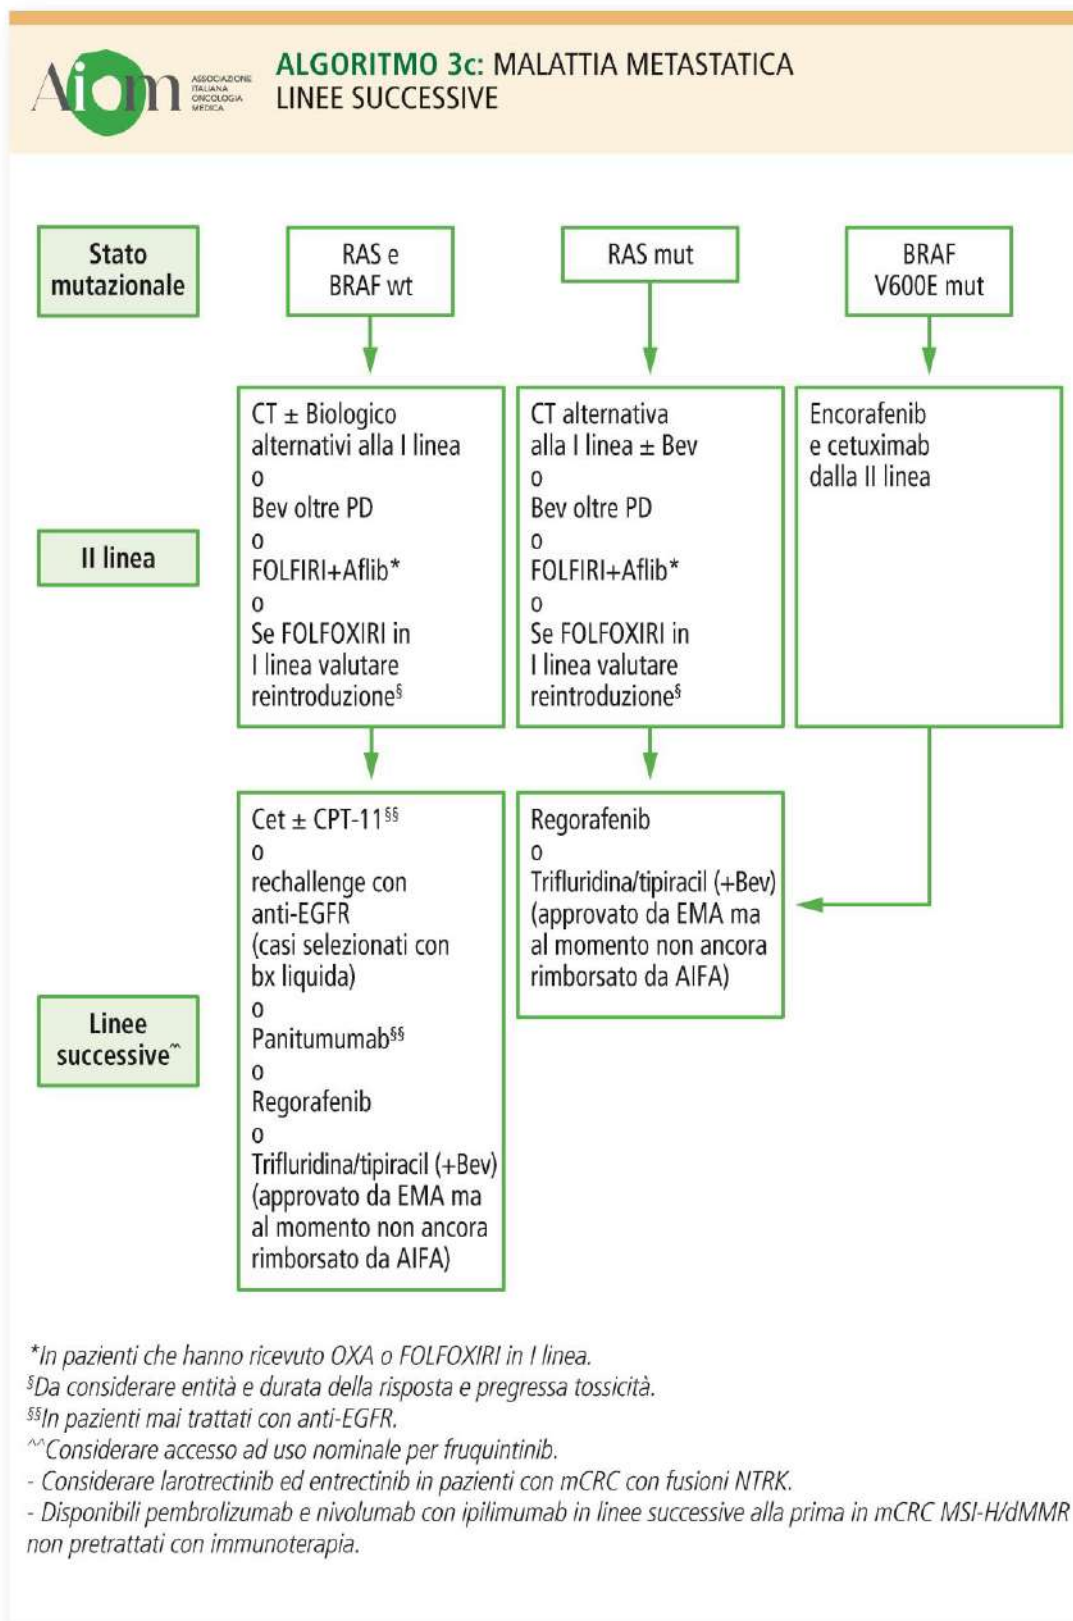 Aiom
ASSOCIAZIONE
ITALIANA
ONCOLOGIA
MEDICA
ALGORITMO 3c: MALATTIA METASTATICA
LINEE SUCCESSIVE
Stato
mutazionale
RAS e
BRAF wt
RAS mut
BRAF
V600E mut
II linea
CT ± Biologico
alternativi alla I linea
o
Bev oltre PD
o
FOLFIRI+Aflib*
o
Se FOLFOXIRI in
I linea valutare
reintroduzione§
CT alternativa
alla I linea ± Bev
o
Bev oltre PD
o
FOLFIRI+Aflib*
o
Se FOLFOXIRI in
I linea valutare
reintroduzione§
Encorafenib
e cetuximab
dalla II linea
Linee
successive^^
Cet ± CPT-11§§
o
rechallenge con
anti-EGFR
(casi selezionati con
bx liquida)
o
Panitumumab§§
o
Regorafenib
o
Trifluridina/tipiracil (+Bev)
(approvato da EMA ma
al momento non ancora
rimborsato da AIFA)
Regorafenib
o
Trifluridina/tipiracil (+Bev)
(approvato da EMA ma
al momento non ancora
rimborsato da AIFA)
*In pazienti che hanno ricevuto OXA o FOLFOXIRI in I linea.
§Da considerare entità e durata della risposta e pregressa tossicità.
§§In pazienti mai trattati con anti-EGFR.
^^Considerare accesso ad uso nominale per fruquintinib.
- Considerare larotrectinib ed entrectinib in pazienti con mCRC con fusioni NTRK.
- Disponibili pembrolizumab e nivolumab con ipilimumab in linee successive alla prima in mCRC MSI-H/dMMR
non pretrattati con immunoterapia.